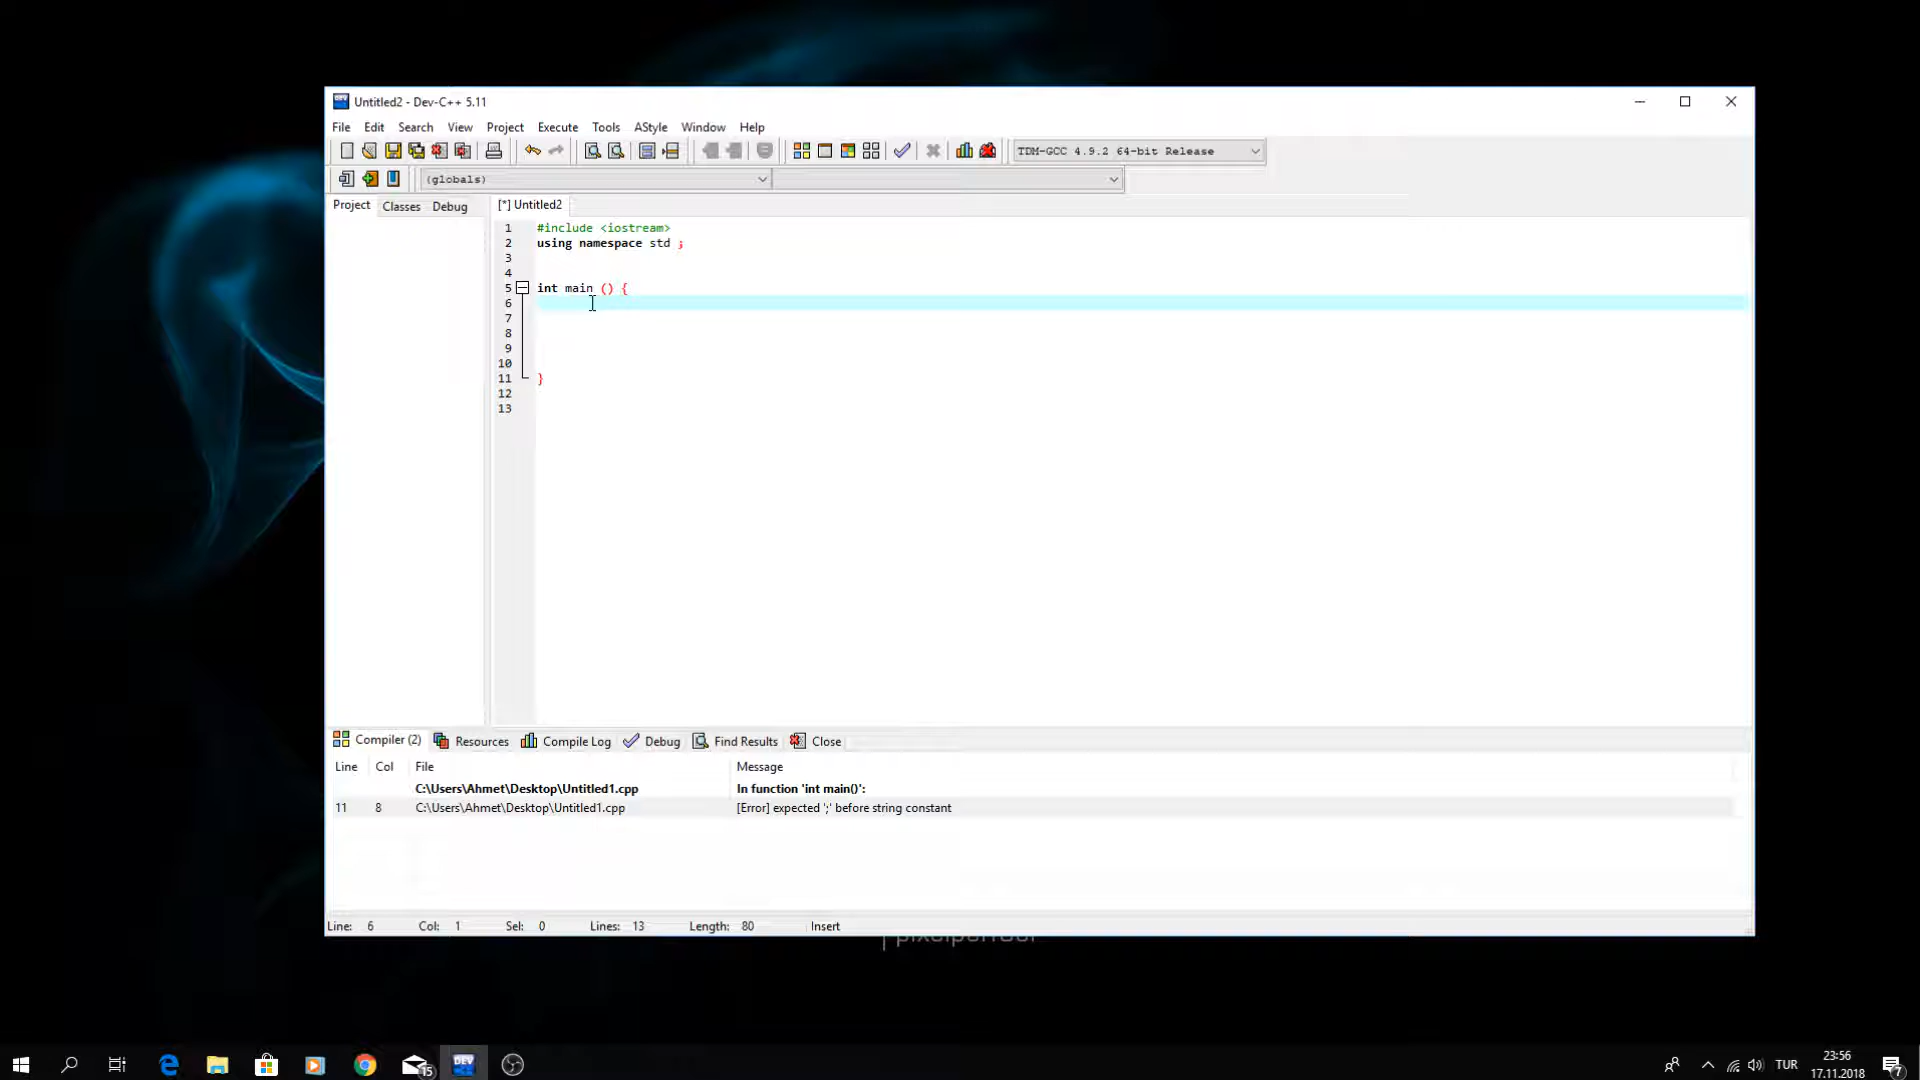 Untitled2 - Dev-C++ 5.11
File Edit Search View Project Execute Tools AStyle Window Help
TDM-GCC 4.9.2 64-bit Release
(globals)
Project Classes Debug
[*] Untitled2
1 #include <iostream>
2 using namespace std ;
3
4
5 int main () {
6
7
8
9
10
11 }
12
13
Compiler (2) Resources Compile Log Debug Find Results Close
Line Col File Message
C:\Users\Ahmet\Desktop\Untitled1.cpp In function 'int main()':
11 8 C:\Users\Ahmet\Desktop\Untitled1.cpp [Error] expected ';' before string constant
Line: 6 Col: 1 Sel: 0 Lines: 13 Length: 80 Insert
DEV
15
TUR
23:56
17.11.2018
7